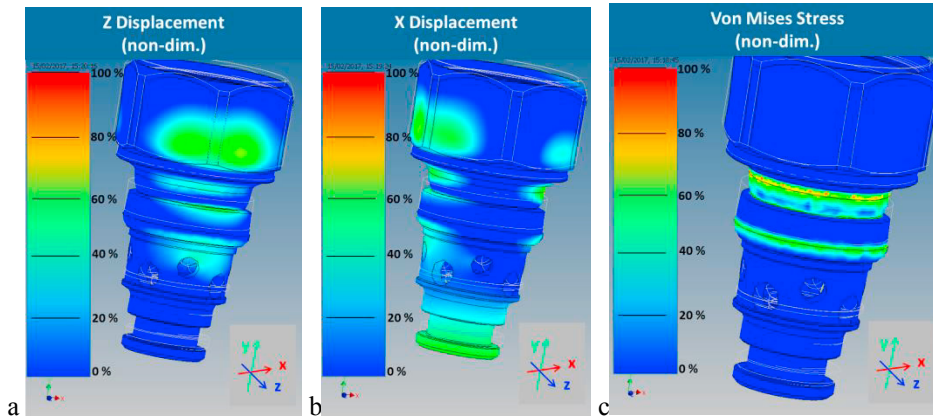 a
Z Displacement
(non-dim.)
100 %
80 %
60 %
40 %
20 %
0 %
Y
X
Z
b
X Displacement
(non-dim.)
100 %
80 %
60 %
40 %
20 %
0 %
Y
X
Z
c
Von Mises Stress
(non-dim.)
100 %
80 %
60 %
40 %
20 %
0 %
Y
X
Z